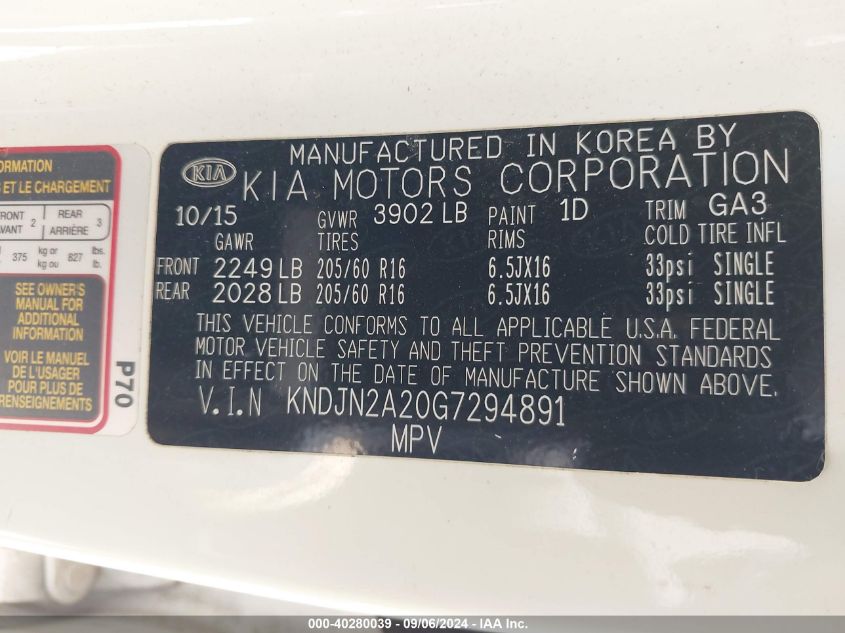 ORMATION
S ET LE CHARGEMENT
FRONT 2 REAR 3
AVANT ARRIÈRE
375 kg or 827 lbs.
kg ou lb.
SEE OWNER'S
MANUAL FOR
ADDITIONAL
INFORMATION
VOIR LE MANUEL
DE L'USAGER
POUR PLUS DE
RENSEIGNEMENTS
P70
MANUFACTURED IN KOREA BY
KIA KIA MOTORS CORPORATION
10/15 GVWR 3902 LB PAINT 1D TRIM GA3
GAWR TIRES RIMS COLD TIRE INFL
FRONT 2249 LB 205/60 R16 6.5JX16 33psi SINGLE
REAR 2028 LB 205/60 R16 6.5JX16 33psi SINGLE
THIS VEHICLE CONFORMS TO ALL APPLICABLE U.S.A. FEDERAL
MOTOR VEHICLE SAFETY AND THEFT PREVENTION STANDARDS
IN EFFECT ON THE DATE OF MANUFACTURE SHOWN ABOVE.
V.I.N KNDJN2A20G7294891
MPV
000-40280039 - 09/06/2024 - IAA Inc.